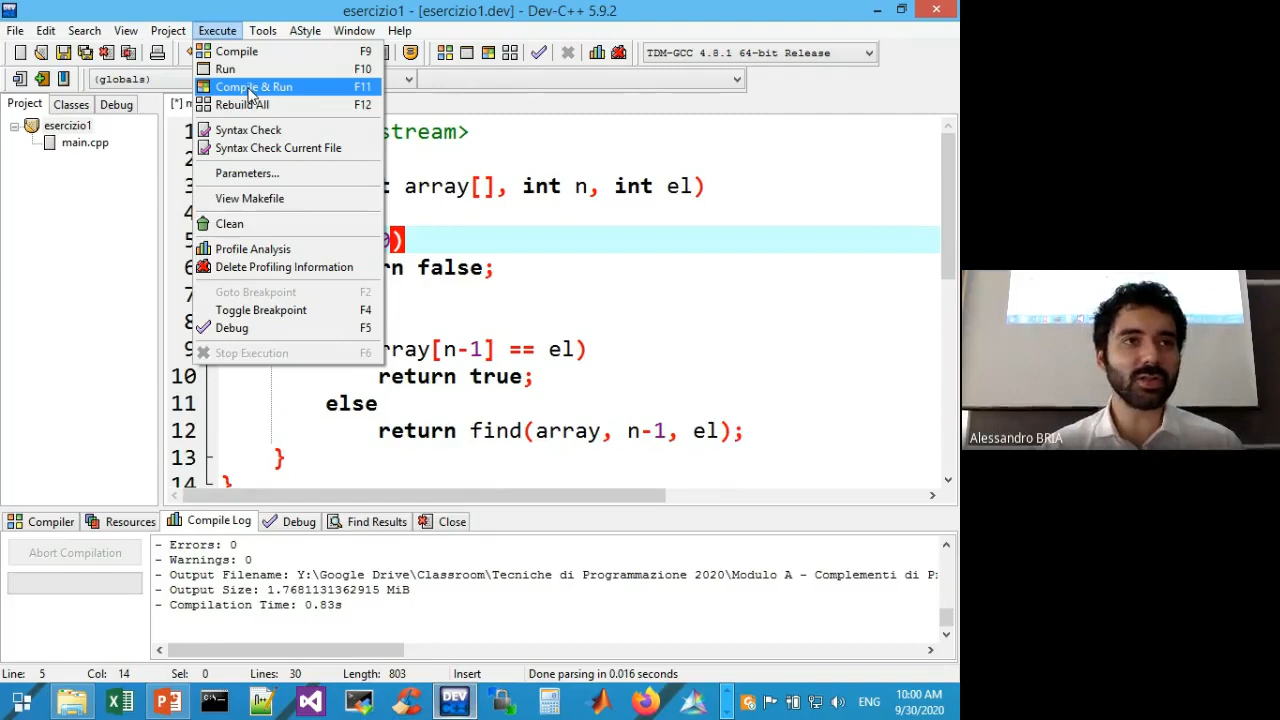 esercizio1 - [esercizio1.dev] - Dev-C++ 5.9.2
File Edit Search View Project Execute Tools AStyle Window Help
TDM-GCC 4.8.1 64-bit Release
(globals)
Compile F9
Run F10
Compile & Run F11
Rebuild All F12
Syntax Check
Syntax Check Current File
Parameters...
View Makefile
Clean
Profile Analysis
Delete Profiling Information
Goto Breakpoint F2
Toggle Breakpoint F4
Debug F5
Stop Execution F6
Project Classes Debug
esercizio1
main.cpp
[*] m
1 stream>
2
3 t array[], int n, int el)
4
5 0)
6 rn false;
7
8
9 rray[n-1] == el)
10 return true;
11 else
12 return find(array, n-1, el);
13 }
14 }
Compiler Resources Compile Log Debug Find Results Close
Abort Compilation
- Errors: 0
- Warnings: 0
- Output Filename: Y:\Google Drive\Classroom\Tecniche di Programmazione 2020\Modulo A - Complementi di P
- Output Size: 1.7681131362915 MiB
- Compilation Time: 0.83s
Line: 5 Col: 14 Sel: 0 Lines: 30 Length: 803 Insert Done parsing in 0.016 seconds
DEV
ENG
10:00 AM
9/30/2020
Alessandro BRIA